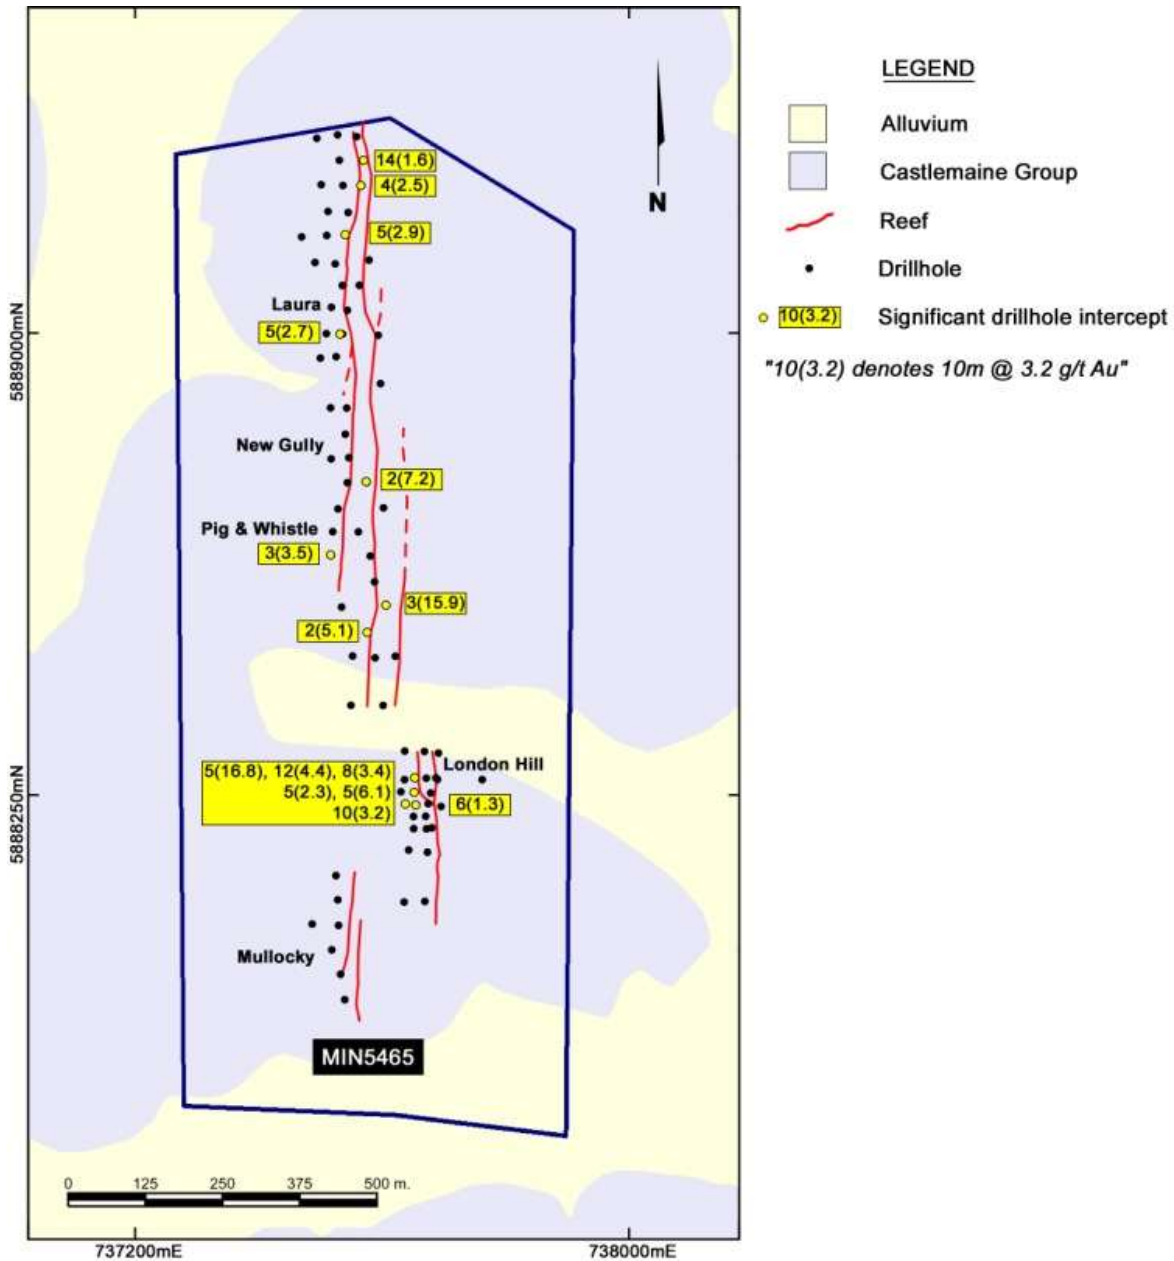 LEGEND
Alluvium
Castlemaine Group
Reef
Drillhole
10(3.2) Significant drillhole intercept
"10(3.2) denotes 10m @ 3.2 g/t Au"
N
14(1.6)
4(2.5)
5(2.9)
Laura
5(2.7)
5889000mN
New Gully
2(7.2)
Pig & Whistle
3(3.5)
3(15.9)
2(5.1)
London Hill
5(16.8), 12(4.4), 8(3.4)
5(2.3), 5(6.1)
10(3.2)
6(1.3)
5888250mN
Mullocky
MIN5465
0 125 250 375 500 m.
737200mE 738000mE